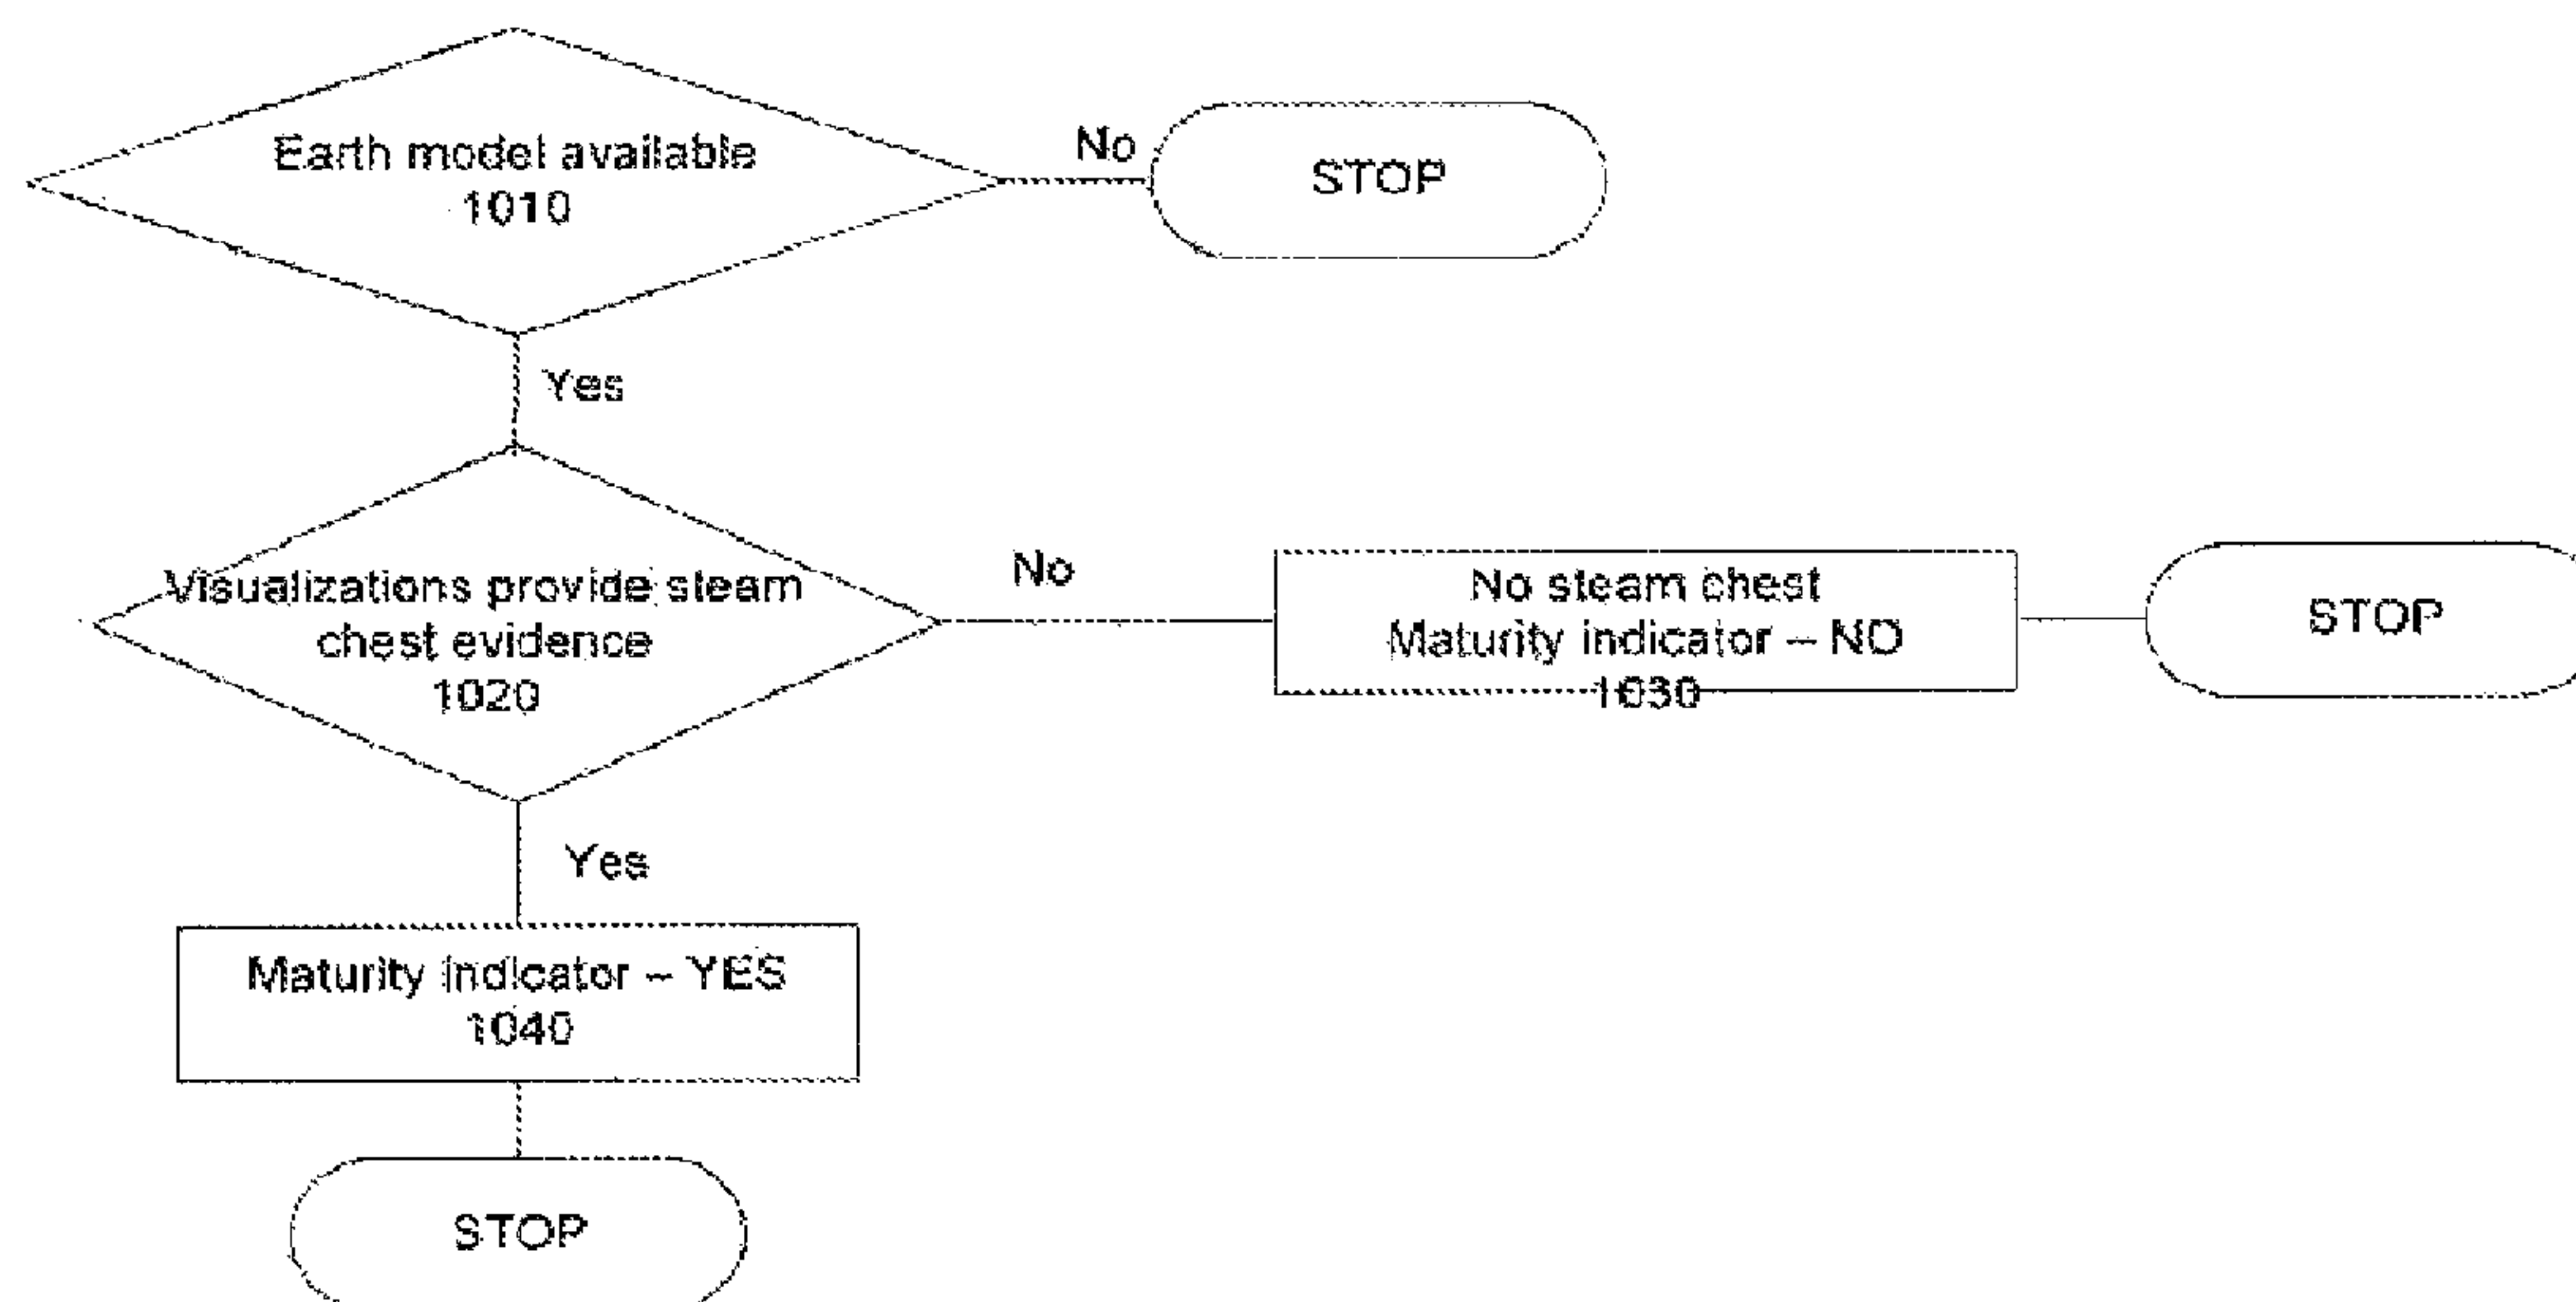 Earth model available
1010
No
STOP
Yes
Visualizations provide steam
chest evidence
1020
No
No steam chest
Maturity indicator – NO
1030
STOP
Yes
Maturity indicator – YES
1040
STOP